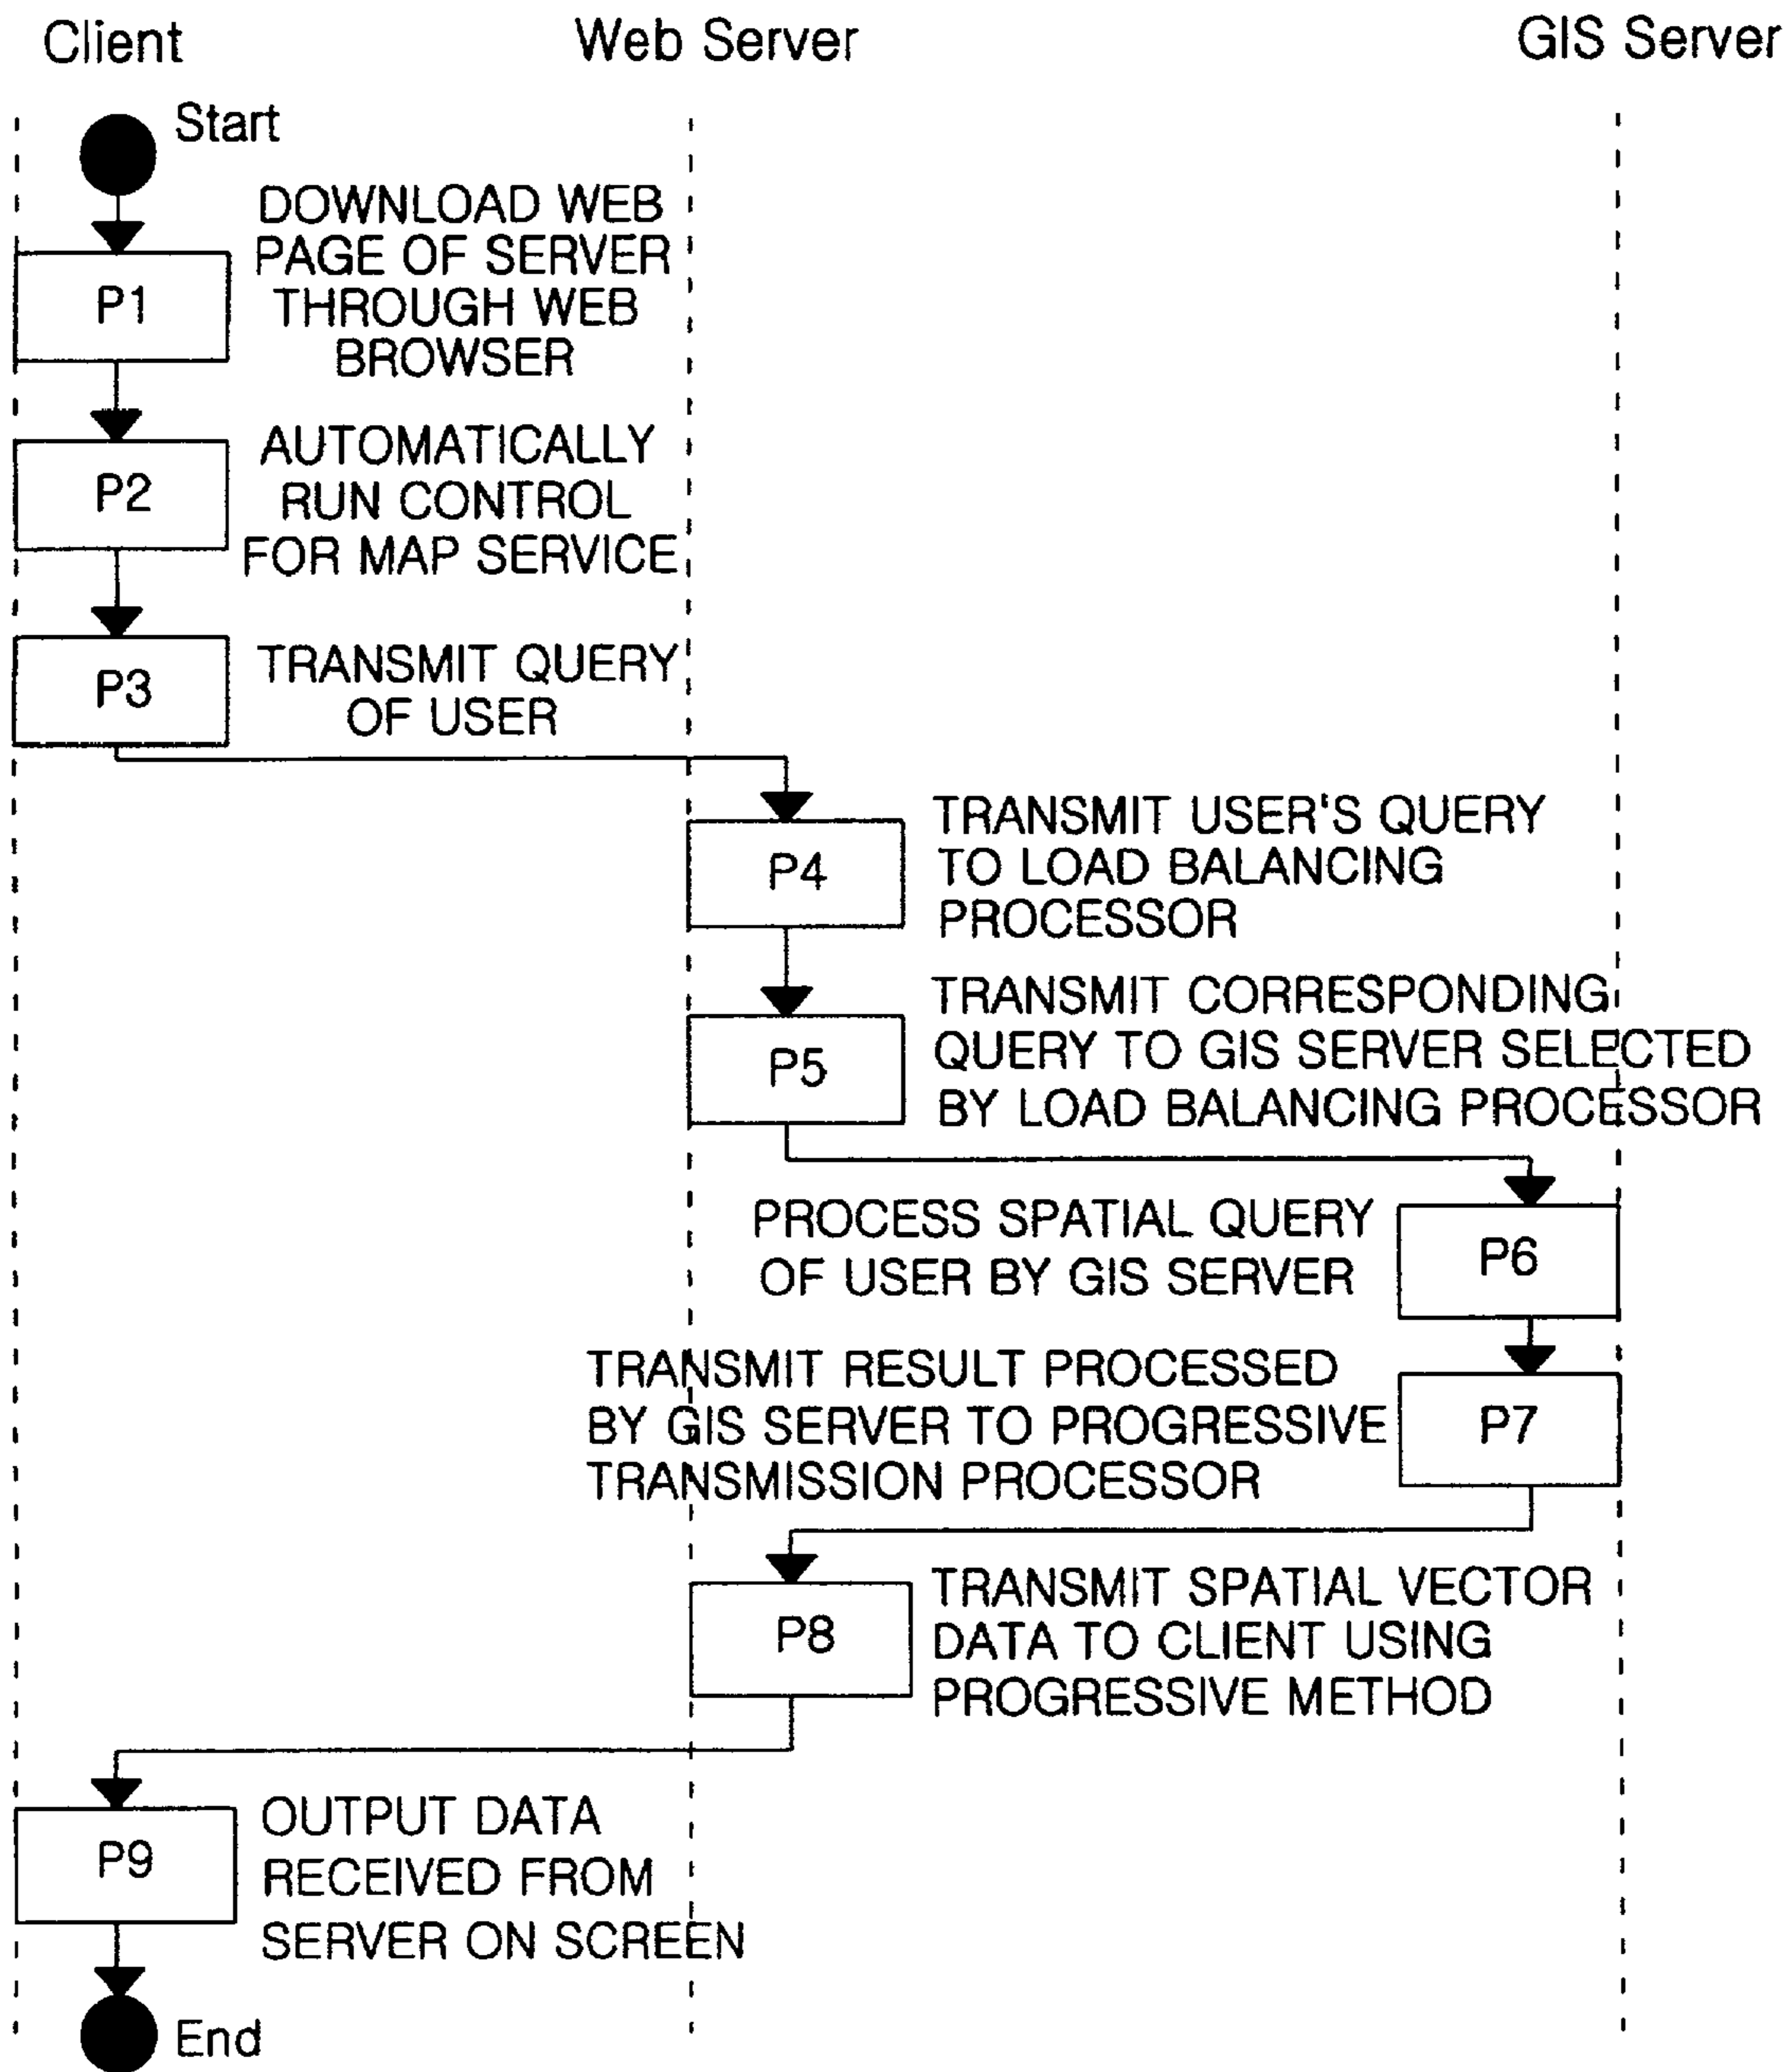 Client
Web Server
GIS Server
Start
P1
DOWNLOAD WEB
PAGE OF SERVER
THROUGH WEB
BROWSER
P2
AUTOMATICALLY
RUN CONTROL
FOR MAP SERVICE
P3
TRANSMIT QUERY
OF USER
P4
TRANSMIT USER'S QUERY
TO LOAD BALANCING
PROCESSOR
P5
TRANSMIT CORRESPONDING
QUERY TO GIS SERVER SELECTED
BY LOAD BALANCING PROCESSOR
PROCESS SPATIAL QUERY
OF USER BY GIS SERVER
P6
TRANSMIT RESULT PROCESSED
BY GIS SERVER TO PROGRESSIVE
TRANSMISSION PROCESSOR
P7
P8
TRANSMIT SPATIAL VECTOR
DATA TO CLIENT USING
PROGRESSIVE METHOD
P9
OUTPUT DATA
RECEIVED FROM
SERVER ON SCREEN
End